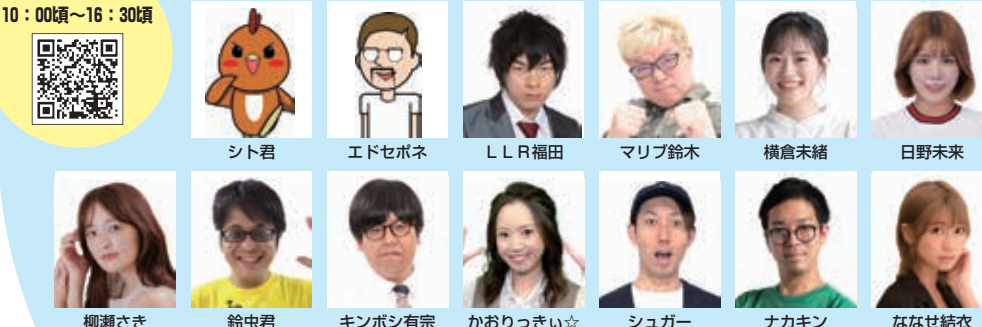 10：00頃～16：30頃
シト君
エドセポネ
ＬＬＲ福田
マリブ鈴木
横倉未緒
日野未来
柳瀬さき
鈴虫君
キンボシ有宗
かおりっきぃ☆
シュガー
ナカキン
ななせ結衣